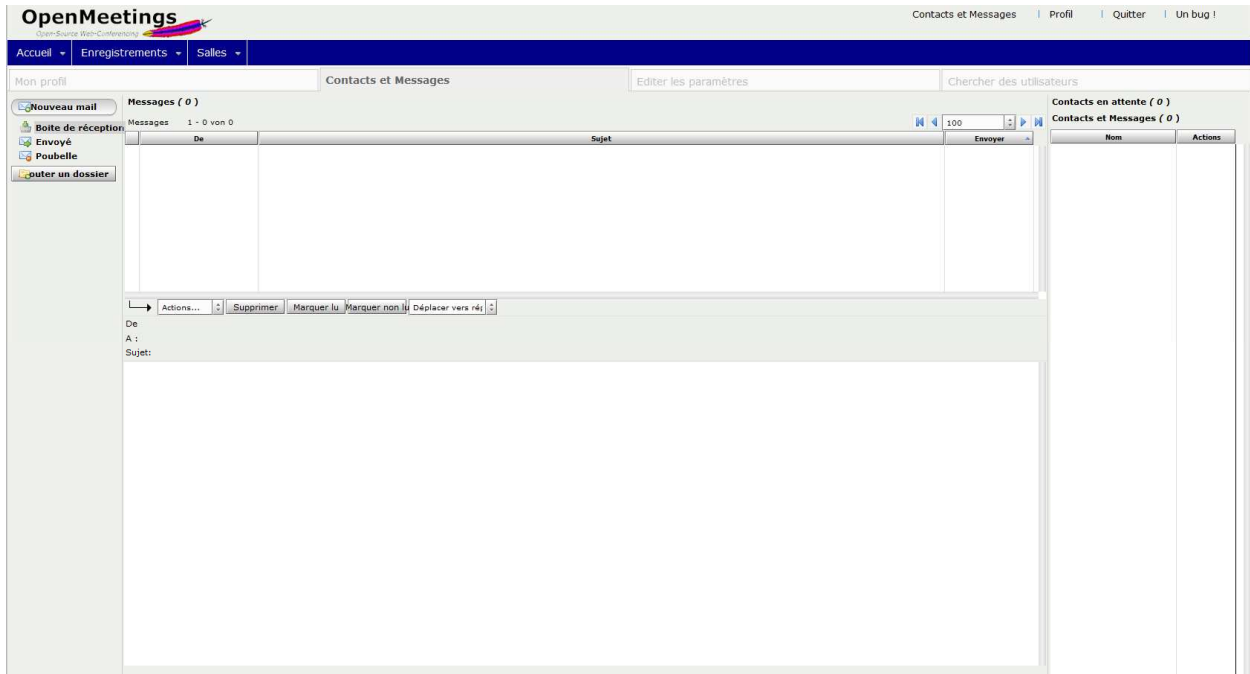 OpenMeetings
Open-Source Web-Conferencing
Contacts et Messages | Profil | Quitter | Un bug !
Accueil Enregistrements Salles
Mon profil Contacts et Messages Editer les paramètres Chercher des utilisateurs
Nouveau mail
Boite de réception
Envoyé
Poubelle
outer un dossier
Messages ( 0 )
Messages 1 - 0 von 0 100
De Sujet Envoyer
Actions... Supprimer Marquer lu Marquer non lu Déplacer vers rép
De
A :
Sujet:
Contacts en attente ( 0 )
Contacts et Messages ( 0 )
Nom Actions